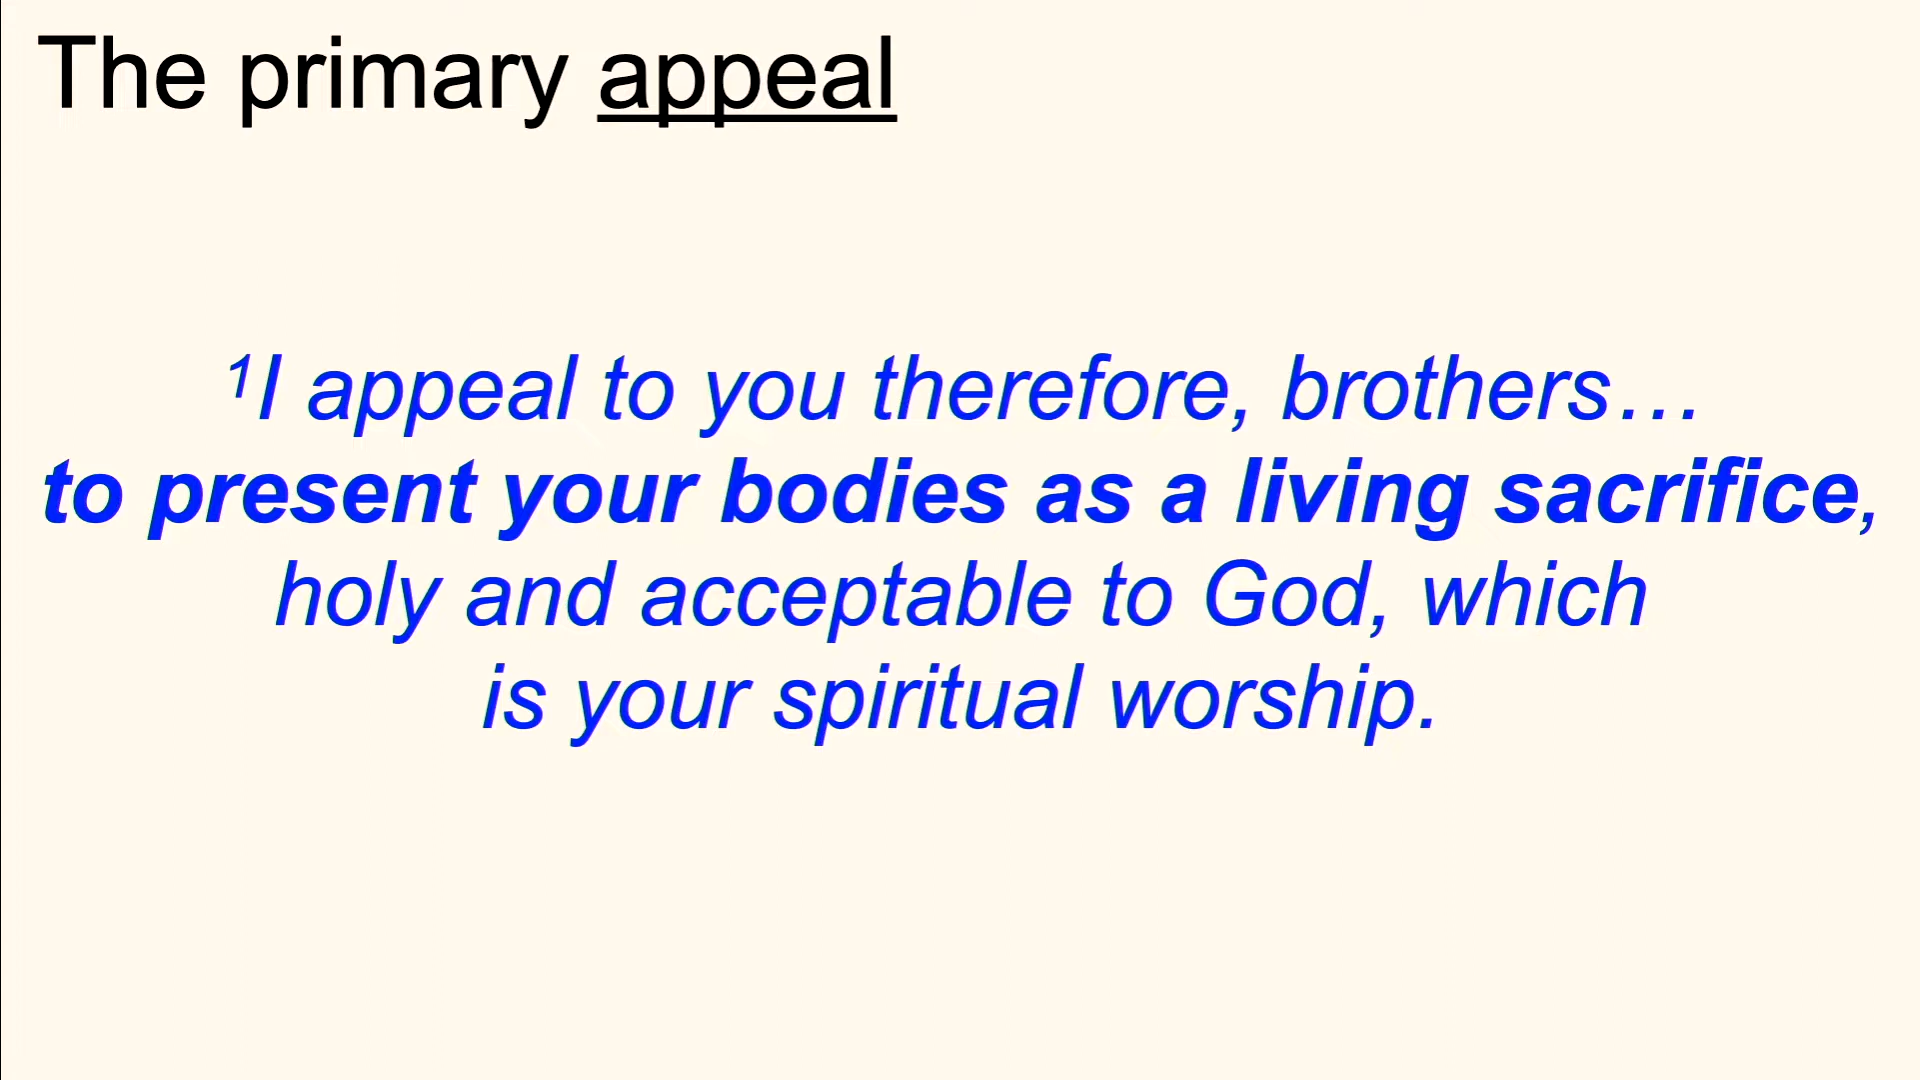 The primary appeal
¹I appeal to you therefore, brothers…
to present your bodies as a living sacrifice,
holy and acceptable to God, which
is your spiritual worship.